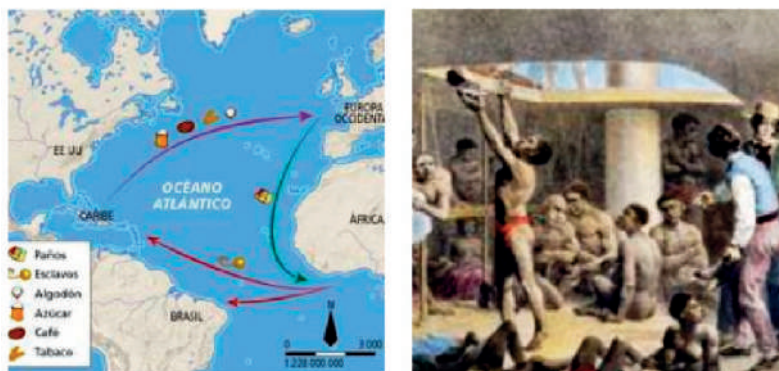 EUROPA
OCCIDENTAL
EE.UU
OCÉANO
ATLÁNTICO
CARIBE
ÁFRICA
BRASIL
Paños
Esclavos
Algodón
Azúcar
Café
Tabaco
N
0 3 000
1:228 000 000